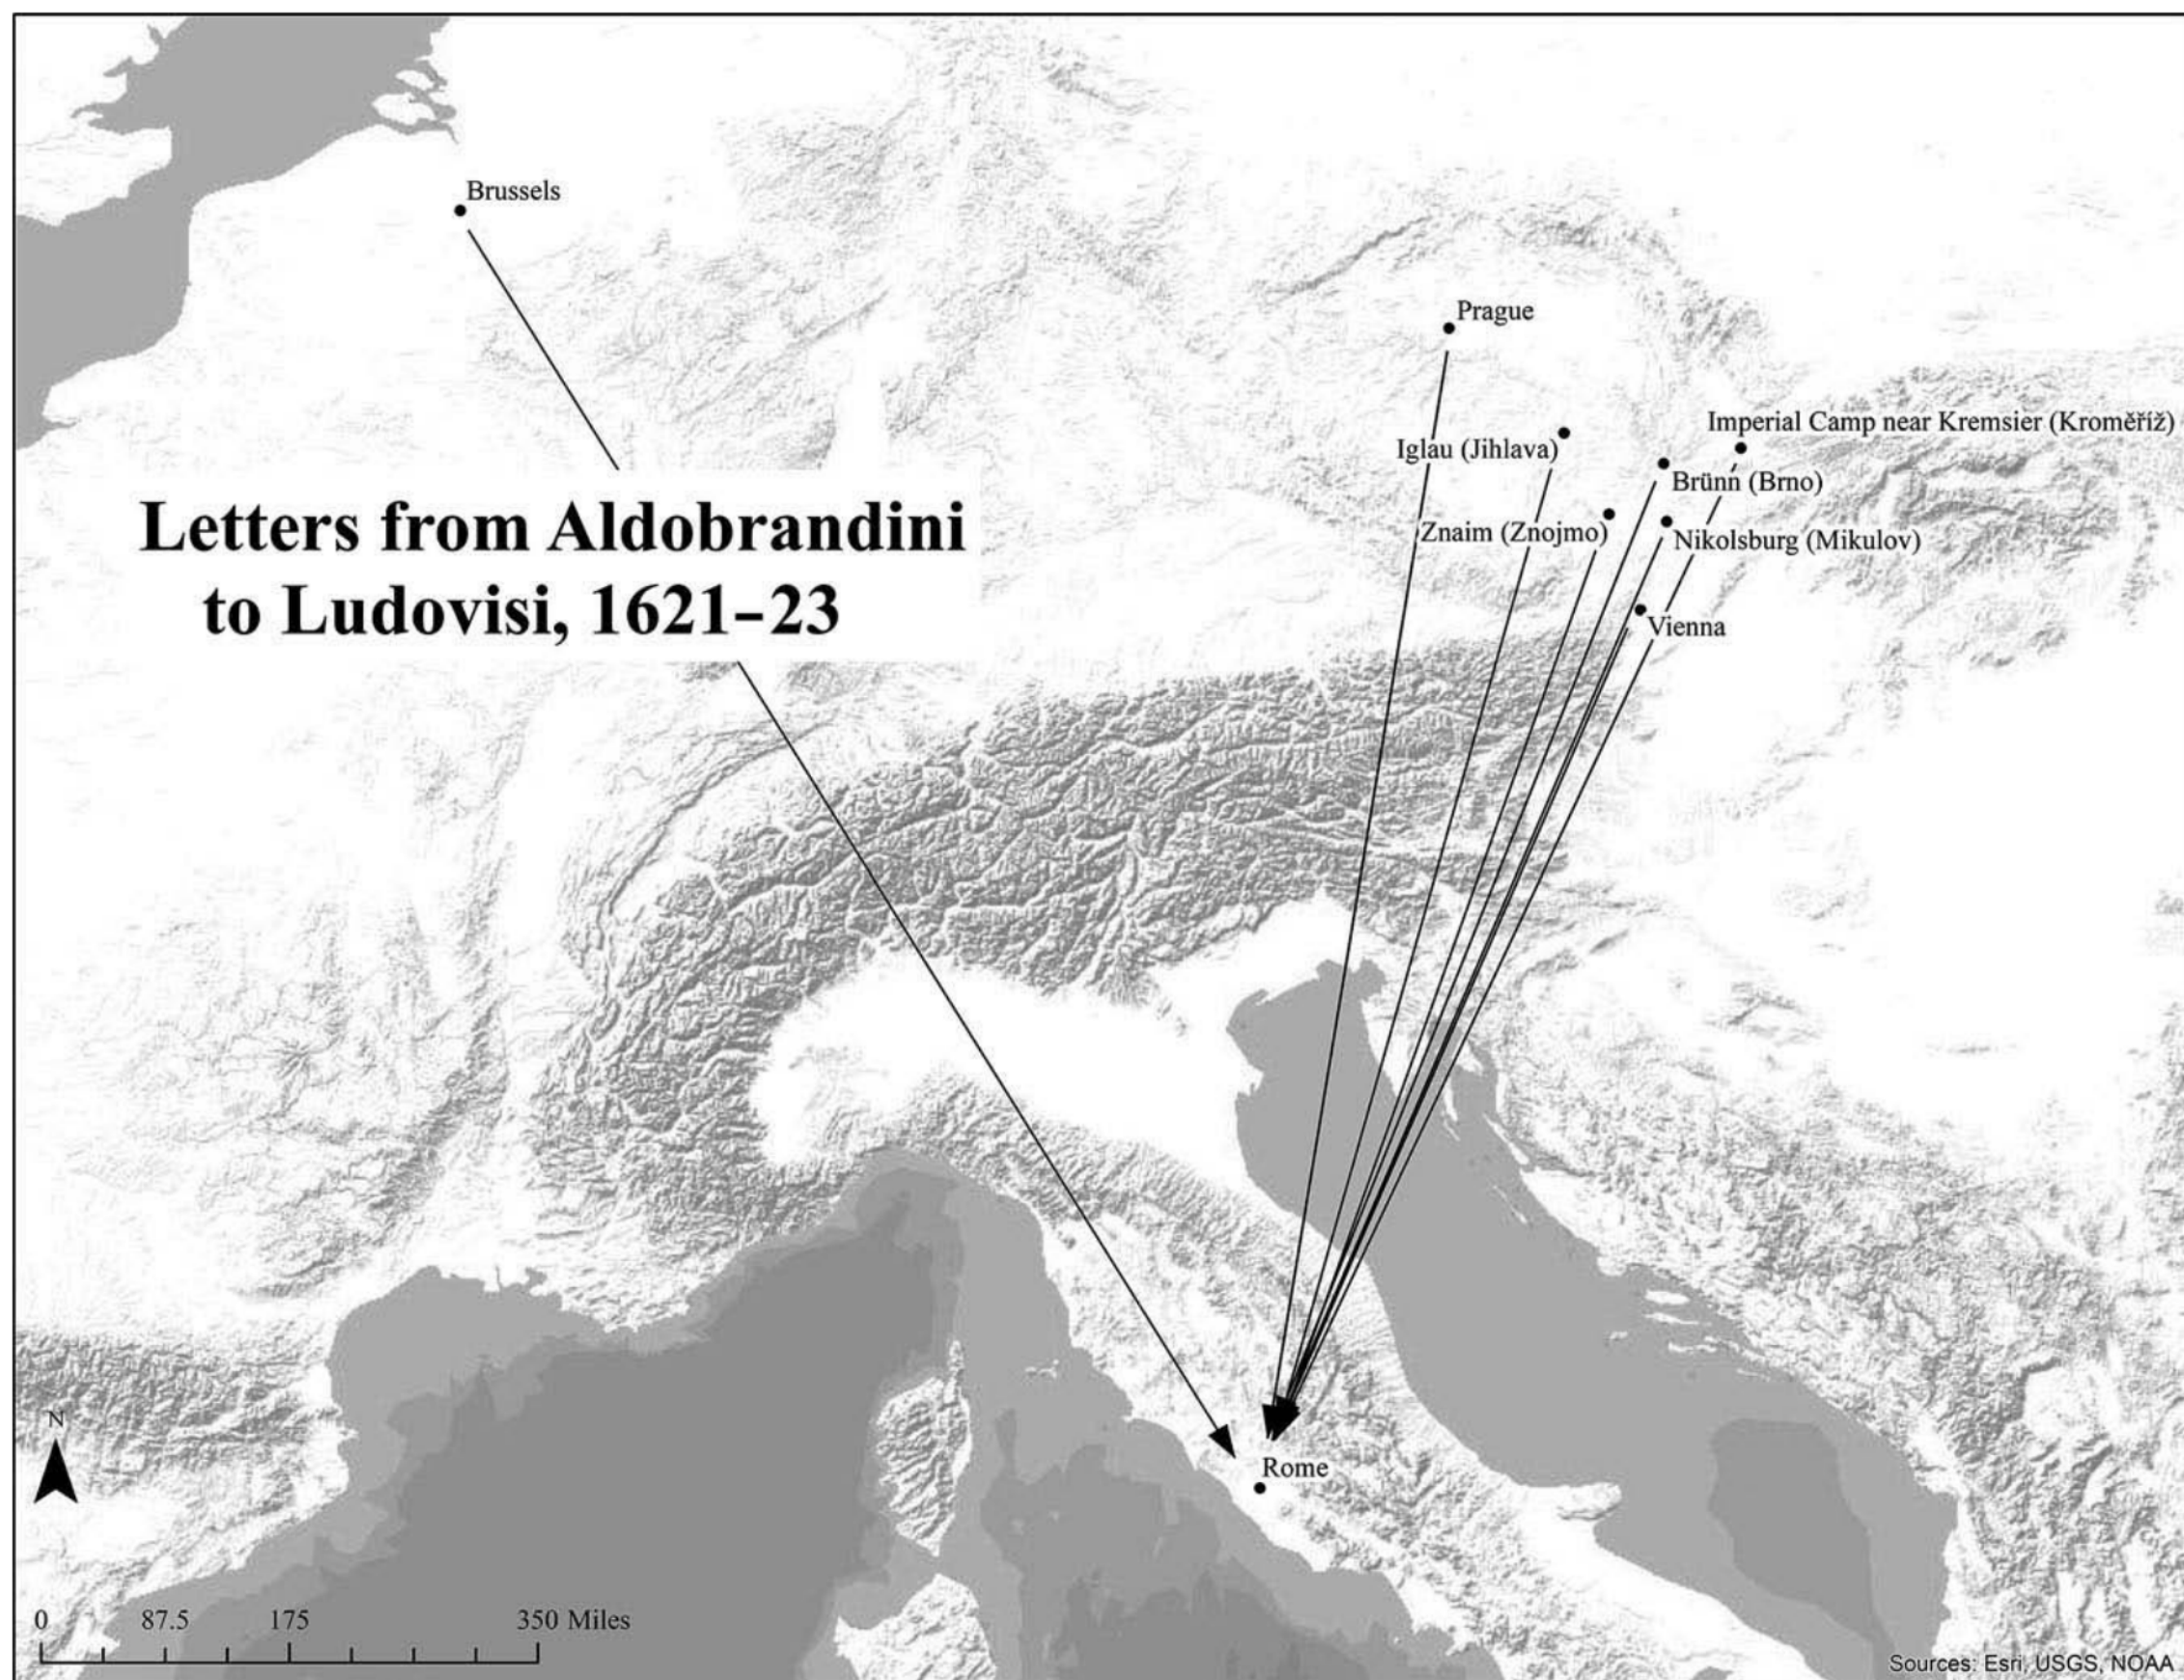 Brussels
Prague
Imperial Camp near Kremsier (Kroměříž)
Iglau (Jihlava)
Brünn (Brno)
Letters from Aldobrandini
to Ludovisi, 1621–23
Znaim (Znojmo)
Nikolsburg (Mikulov)
Vienna
N
Rome
0 87.5 175 350 Miles
Sources: Esri, USGS, NOAA